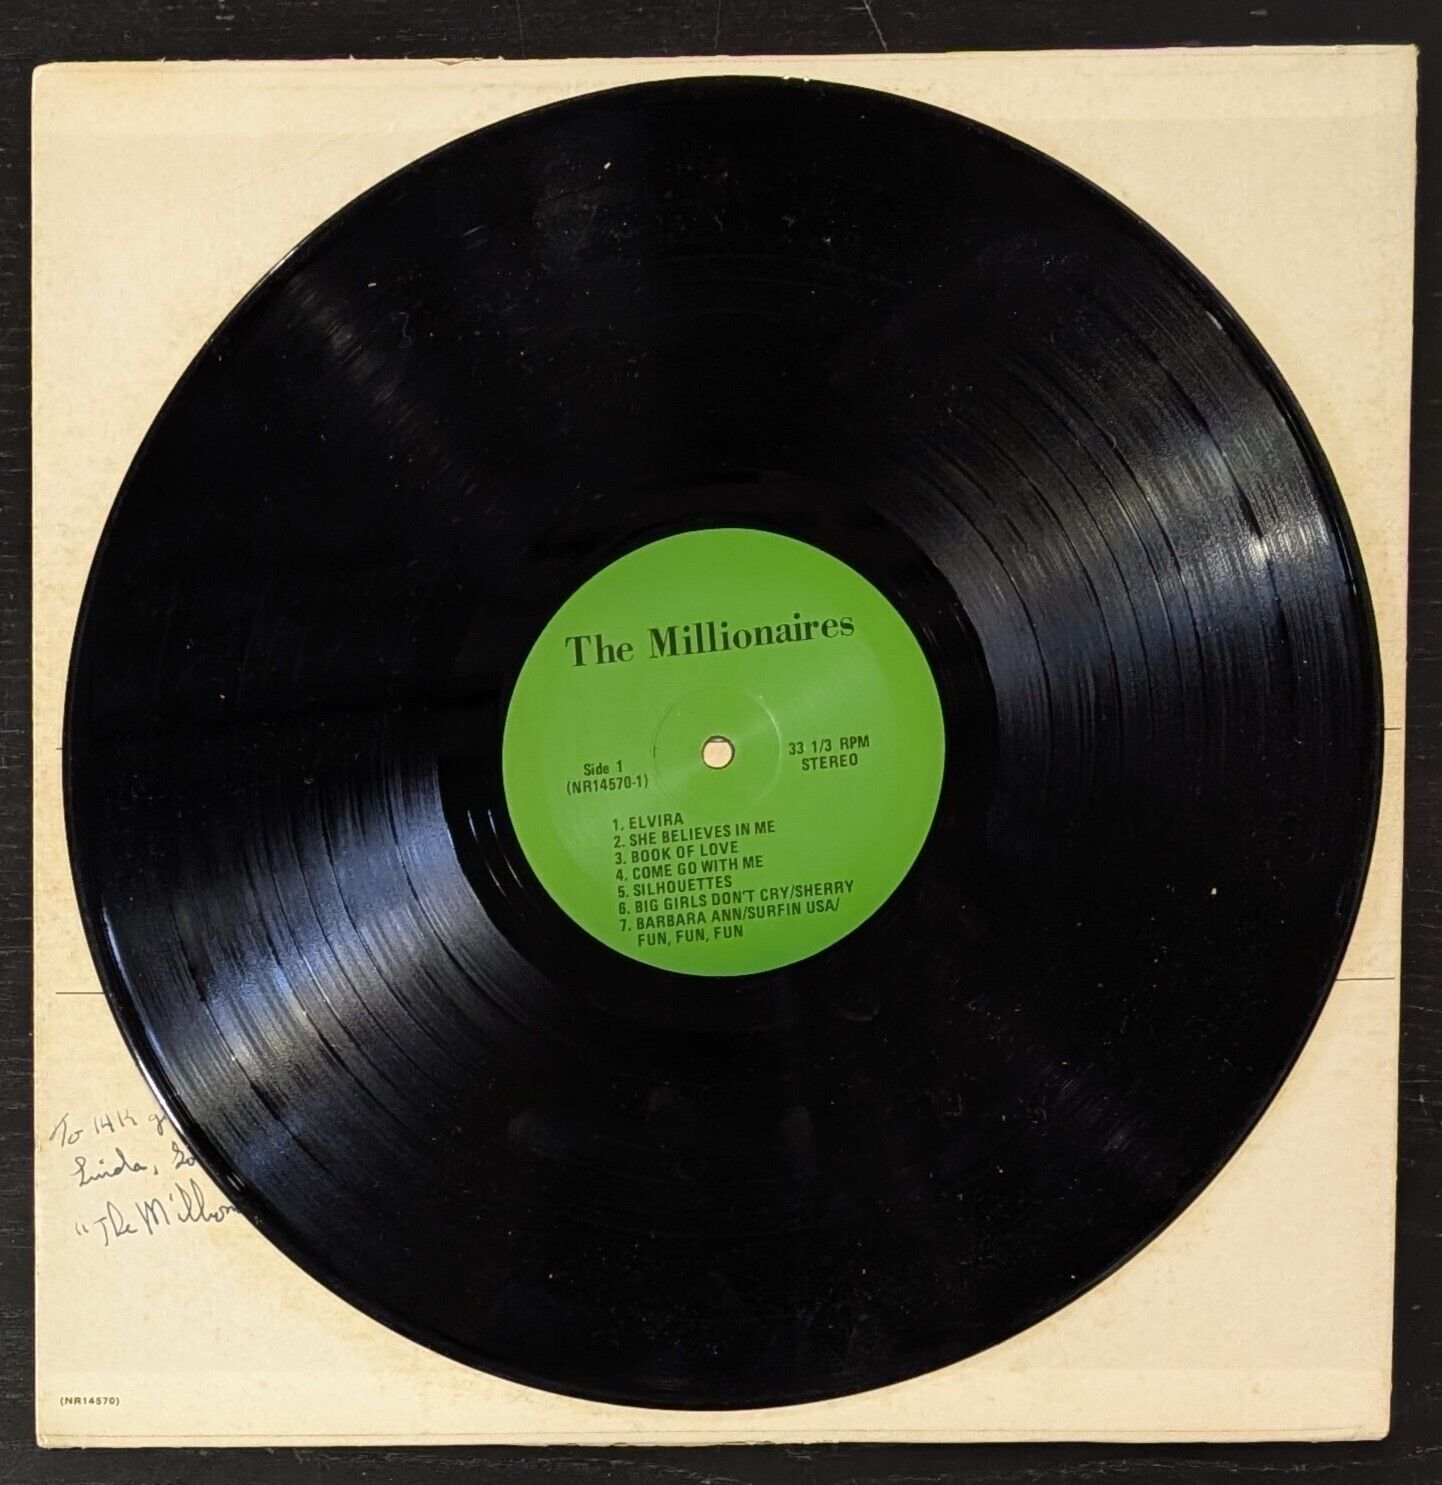 The Millionaires
Side 1
(NR14570-1)
33 1/3 RPM
STEREO
1. ELVIRA
2. SHE BELIEVES IN ME
3. BOOK OF LOVE
4. COME GO WITH ME
5. SILHOUETTES
6. BIG GIRLS DON'T CRY/SHERRY
7. BARBARA ANN/SURFIN USA/
FUN, FUN, FUN
To 14K
Linda,
"The Million
(NR14570)